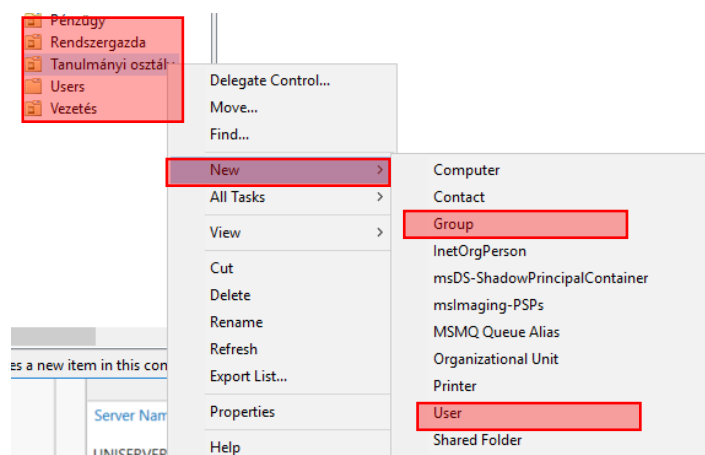 Pénzügy
Rendszergazda
Tanulmányi osztály
Users
Vezetés
Delegate Control...
Move...
Find...
New
All Tasks
View
Cut
Delete
Rename
Refresh
Export List...
Properties
Help
Computer
Contact
Group
InetOrgPerson
msDS-ShadowPrincipalContainer
msImaging-PSPs
MSMQ Queue Alias
Organizational Unit
Printer
User
Shared Folder
es a new item in this con
Server Nam
UNISERVER